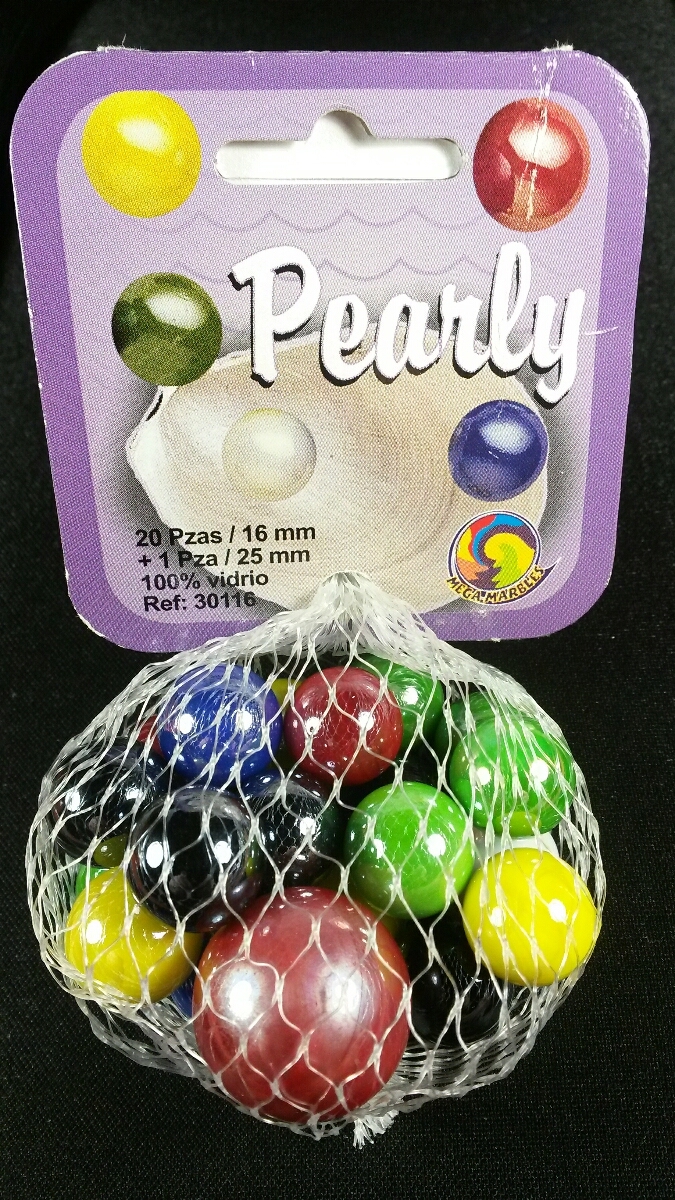 Pearly
20 Pzas / 16 mm
+ 1 Pza / 25 mm
100% vidrio
Ref: 30116
MEGA-MARBLES